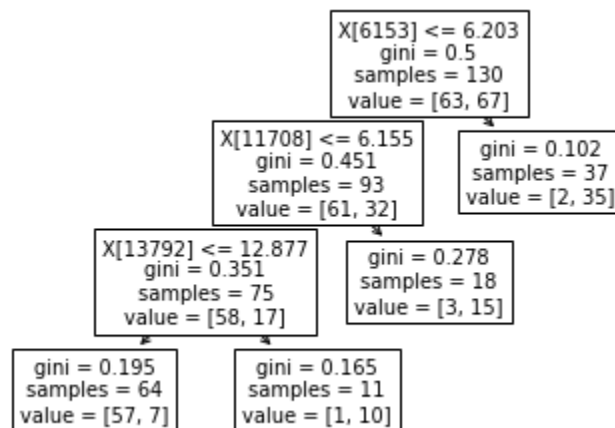 X[6153] <= 6.203
gini = 0.5
samples = 130
value = [63, 67]
X[11708] <= 6.155
gini = 0.451
samples = 93
value = [61, 32]
gini = 0.102
samples = 37
value = [2, 35]
X[13792] <= 12.877
gini = 0.351
samples = 75
value = [58, 17]
gini = 0.278
samples = 18
value = [3, 15]
gini = 0.195
samples = 64
value = [57, 7]
gini = 0.165
samples = 11
value = [1, 10]